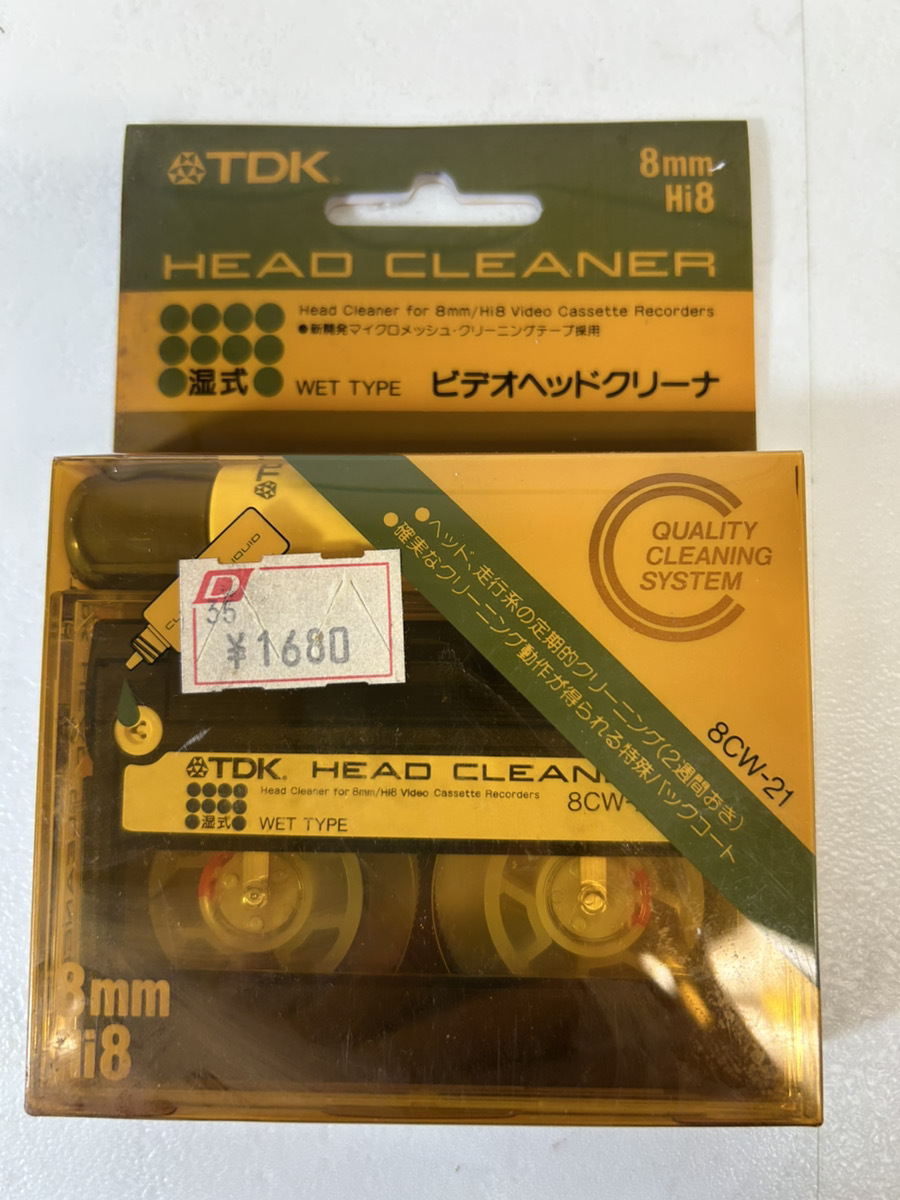 TDK
8mm
Hi8
HEAD CLEANER
Head Cleaner for 8mm/Hi8 Video Cassette Recorders
●新開発マイクロメッシュ・クリーニングテープ採用
湿式
WET TYPE
ビデオヘッドクリーナ
QUALITY
CLEANING
SYSTEM
●ヘッド、走行系の定期的クリーニング(2週間おき)
●確実なクリーニング動作が得られる特殊バックコート
8CW-21
D
¥1680
TDK HEAD CLEAN
Head Cleaner for 8mm/Hi8 Video Cassette Recorders
8CW-
湿式
WET TYPE
8mm
Hi8